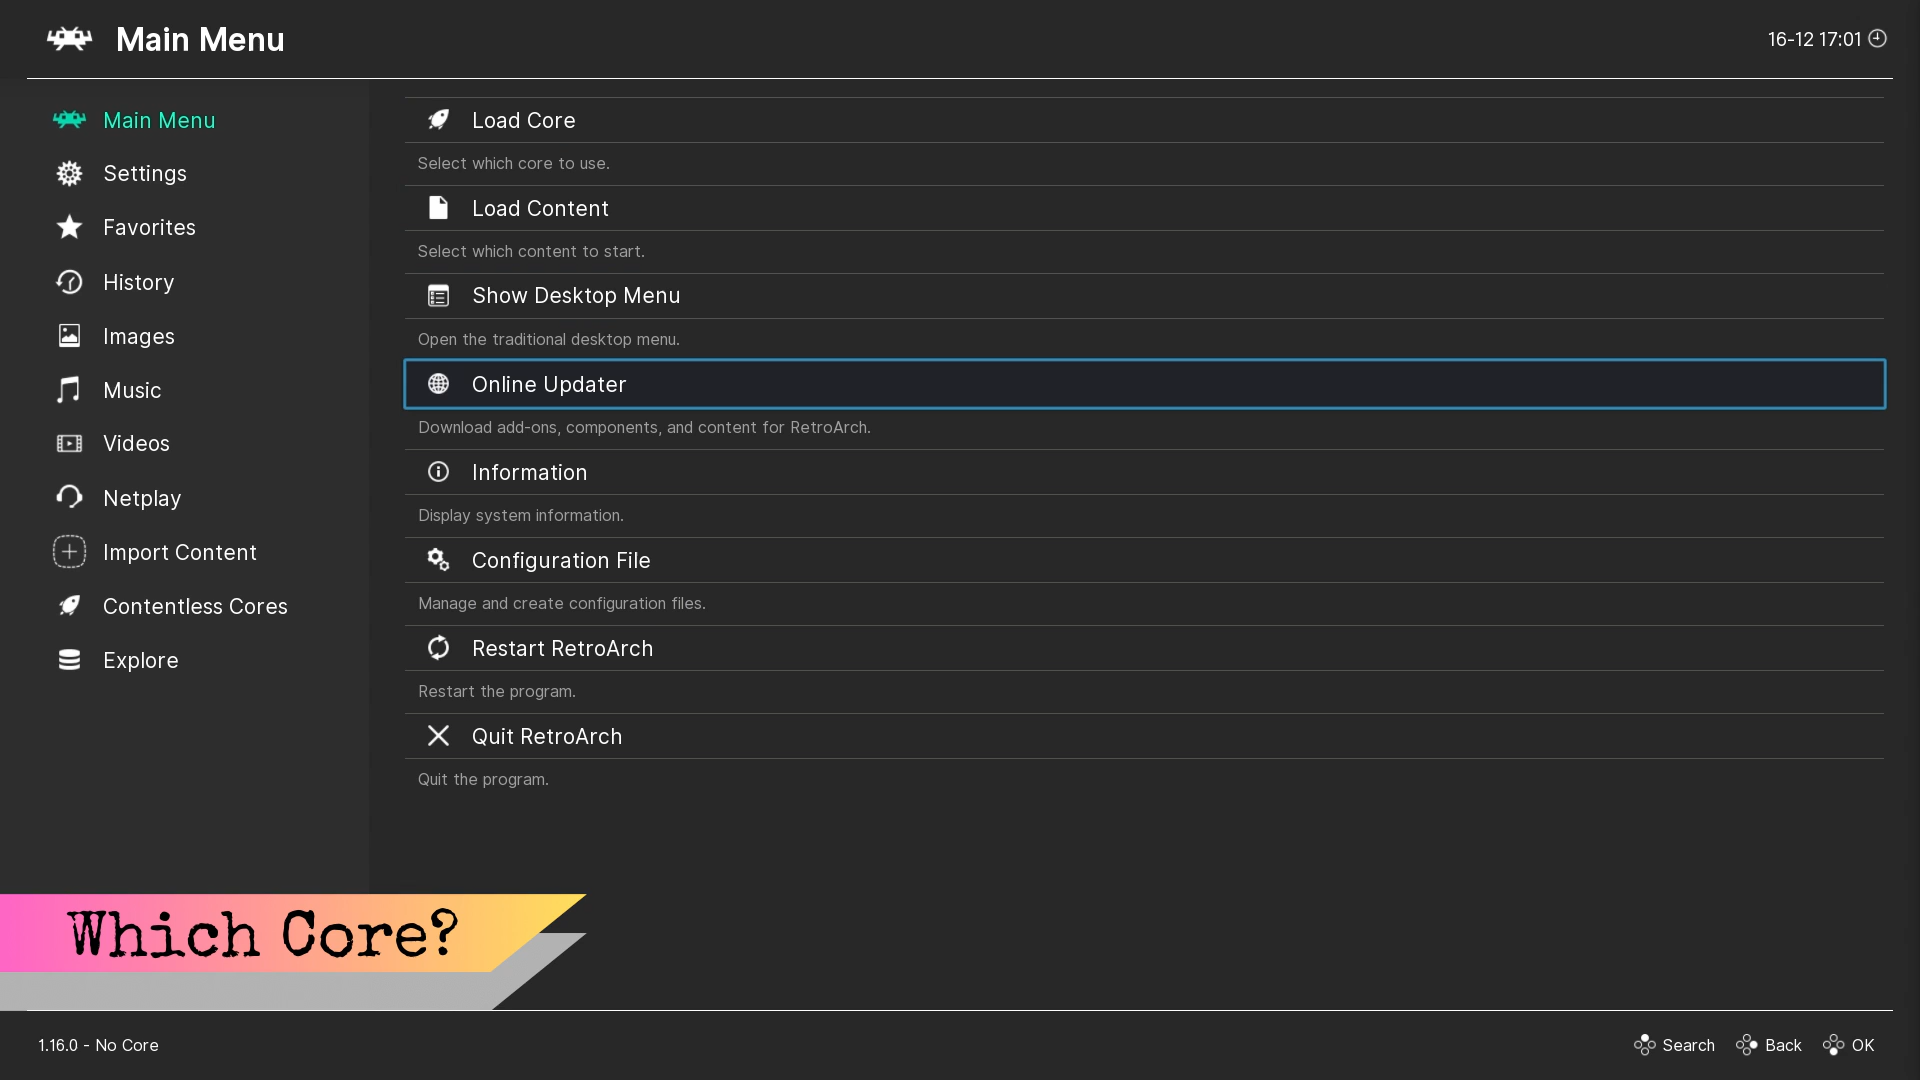 Main Menu
16-12 17:01
Main Menu
Settings
Favorites
History
Images
Music
Videos
Netplay
Import Content
Contentless Cores
Explore
Load Core
Select which core to use.
Load Content
Select which content to start.
Show Desktop Menu
Open the traditional desktop menu.
Online Updater
Download add-ons, components, and content for RetroArch.
Information
Display system information.
Configuration File
Manage and create configuration files.
Restart RetroArch
Restart the program.
Quit RetroArch
Quit the program.
Which Core?
1.16.0 - No Core
Search Back OK